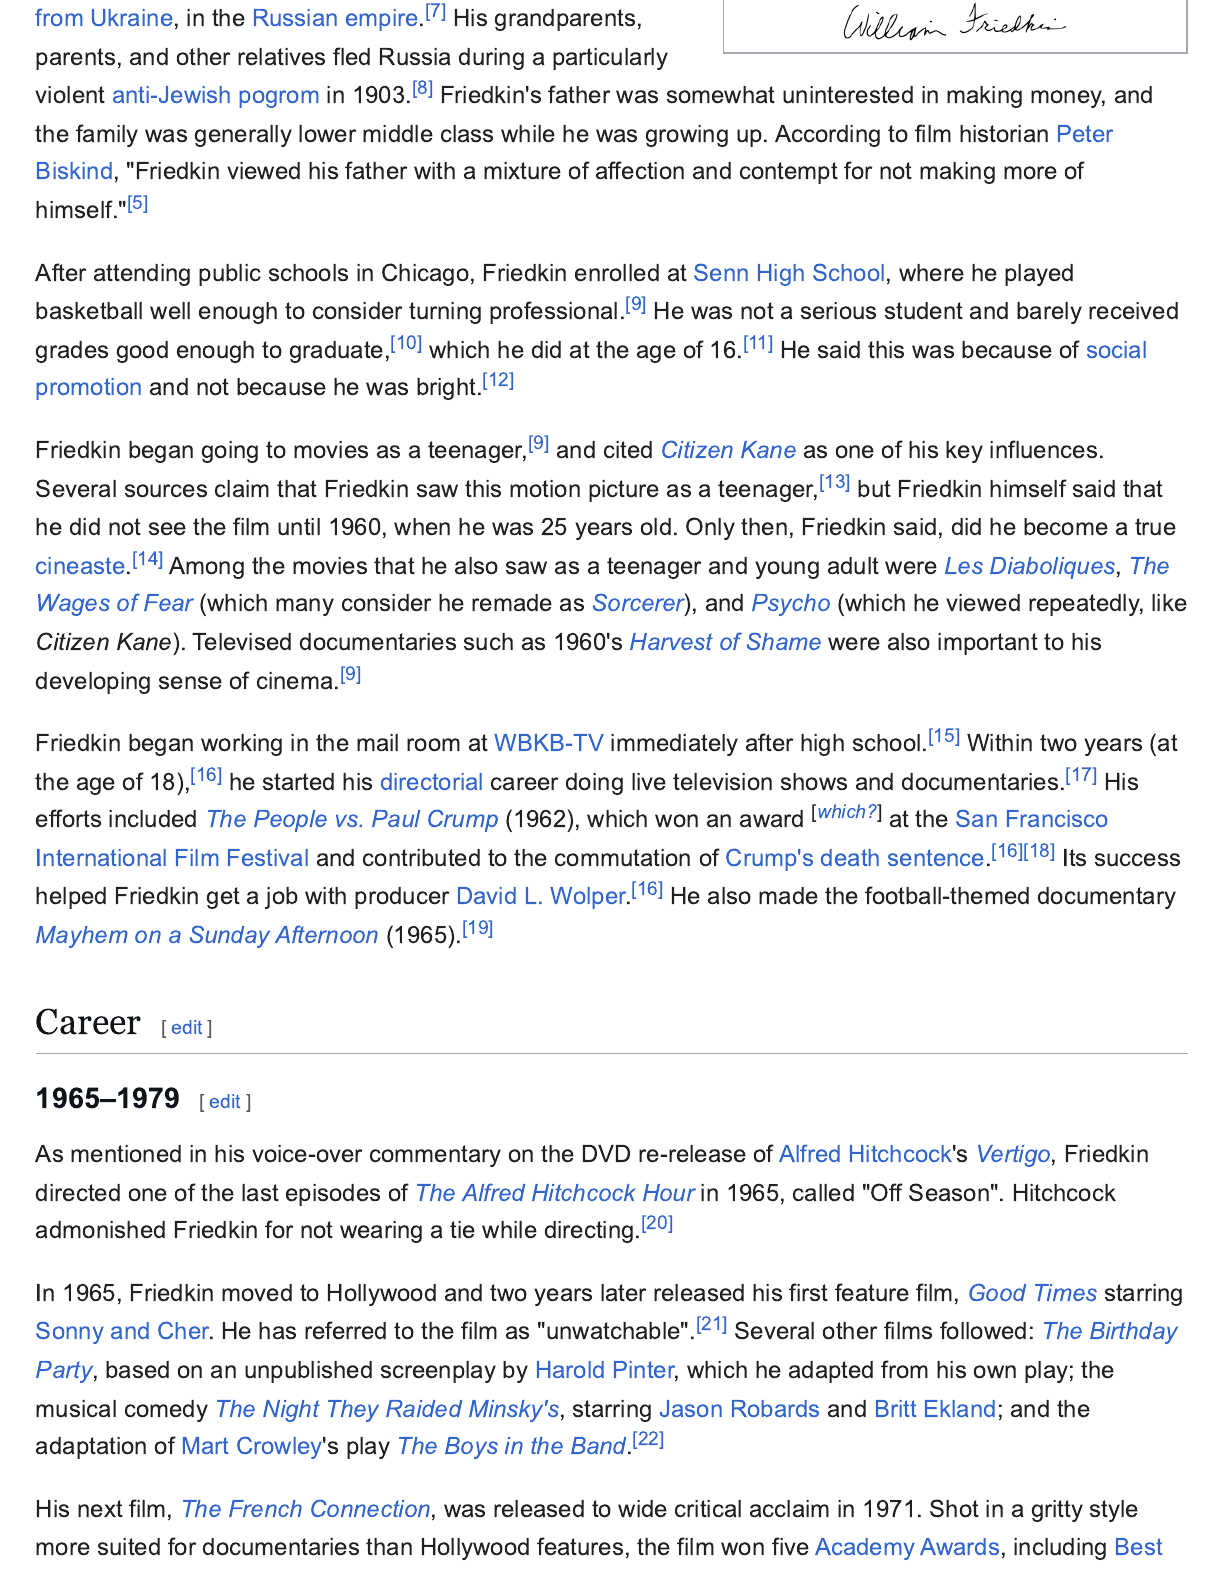 from Ukraine, in the Russian empire.[7] His grandparents,
William Friedkin
parents, and other relatives fled Russia during a particularly
violent anti-Jewish pogrom in 1903.[8] Friedkin's father was somewhat uninterested in making money, and
the family was generally lower middle class while he was growing up. According to film historian Peter
Biskind, "Friedkin viewed his father with a mixture of affection and contempt for not making more of
himself."[5]
After attending public schools in Chicago, Friedkin enrolled at Senn High School, where he played
basketball well enough to consider turning professional.[9] He was not a serious student and barely received
grades good enough to graduate,[10] which he did at the age of 16.[11] He said this was because of social
promotion and not because he was bright.[12]
Friedkin began going to movies as a teenager,[9] and cited Citizen Kane as one of his key influences.
Several sources claim that Friedkin saw this motion picture as a teenager,[13] but Friedkin himself said that
he did not see the film until 1960, when he was 25 years old. Only then, Friedkin said, did he become a true
cineaste.[14] Among the movies that he also saw as a teenager and young adult were Les Diaboliques, The
Wages of Fear (which many consider he remade as Sorcerer), and Psycho (which he viewed repeatedly, like
Citizen Kane). Televised documentaries such as 1960's Harvest of Shame were also important to his
developing sense of cinema.[9]
Friedkin began working in the mail room at WBKB-TV immediately after high school.[15] Within two years (at
the age of 18),[16] he started his directorial career doing live television shows and documentaries.[17] His
efforts included The People vs. Paul Crump (1962), which won an award [which?] at the San Francisco
International Film Festival and contributed to the commutation of Crump's death sentence.[16][18] Its success
helped Friedkin get a job with producer David L. Wolper.[16] He also made the football-themed documentary
Mayhem on a Sunday Afternoon (1965).[19]
Career [ edit ]
1965–1979 [ edit ]
As mentioned in his voice-over commentary on the DVD re-release of Alfred Hitchcock's Vertigo, Friedkin
directed one of the last episodes of The Alfred Hitchcock Hour in 1965, called "Off Season". Hitchcock
admonished Friedkin for not wearing a tie while directing.[20]
In 1965, Friedkin moved to Hollywood and two years later released his first feature film, Good Times starring
Sonny and Cher. He has referred to the film as "unwatchable".[21] Several other films followed: The Birthday
Party, based on an unpublished screenplay by Harold Pinter, which he adapted from his own play; the
musical comedy The Night They Raided Minsky's, starring Jason Robards and Britt Ekland; and the
adaptation of Mart Crowley's play The Boys in the Band.[22]
His next film, The French Connection, was released to wide critical acclaim in 1971. Shot in a gritty style
more suited for documentaries than Hollywood features, the film won five Academy Awards, including Best